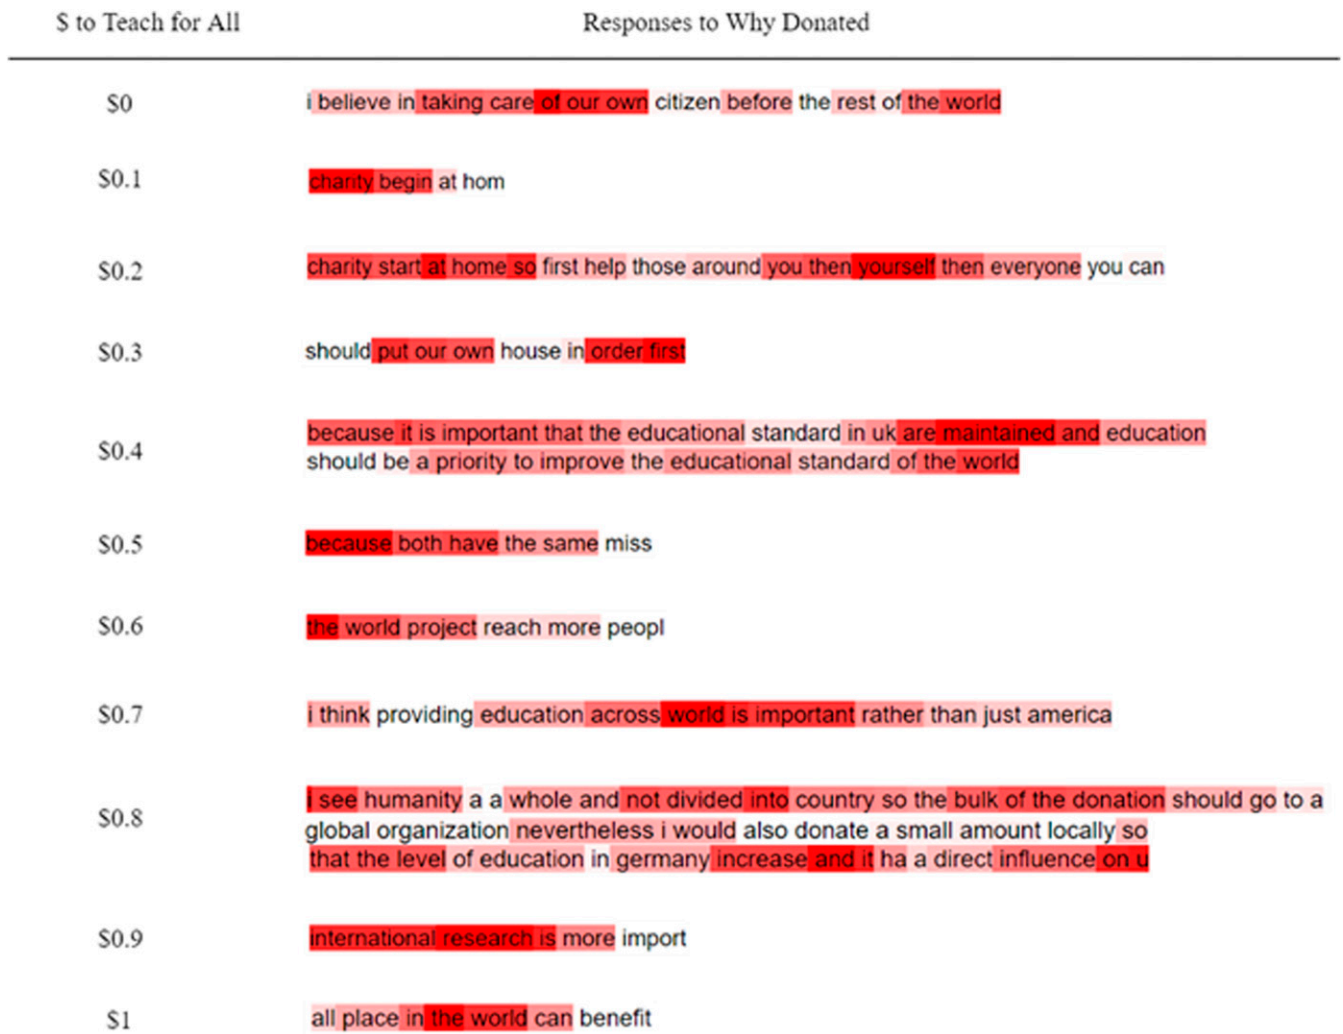 $ to Teach for All Responses to Why Donated
$0 i believe in taking care of our own citizen before the rest of the world
$0.1 charity begin at hom
$0.2 charity start at home so first help those around you then yourself then everyone you can
$0.3 should put our own house in order first
because it is important that the educational standard in uk are maintained and education
$0.4
should be a priority to improve the educational standard of the world
$0.5 because both have the same miss
$0.6 the world project reach more peopl
$0.7 i think providing education across world is important rather than just america
i see humanity a a whole and not divided into country so the bulk of the donation should go to a
$0.8
global organization nevertheless i would also donate a small amount locally so
that the level of education in germany increase and it ha a direct influence on u
$0.9 international research is more import
$1 all place in the world can benefit